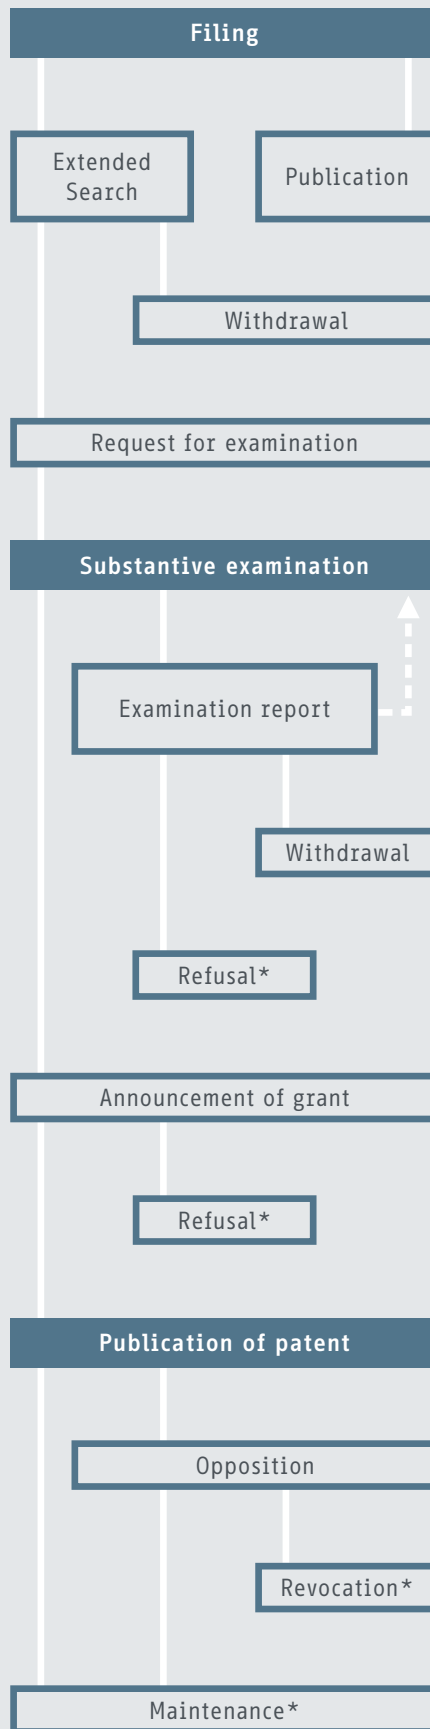 Filing
Extended
Search
Publication
Withdrawal
Request for examination
Substantive examination
Examination report
Withdrawal
Refusal*
Announcement of grant
Refusal*
Publication of patent
Opposition
Revocation*
Maintenance*